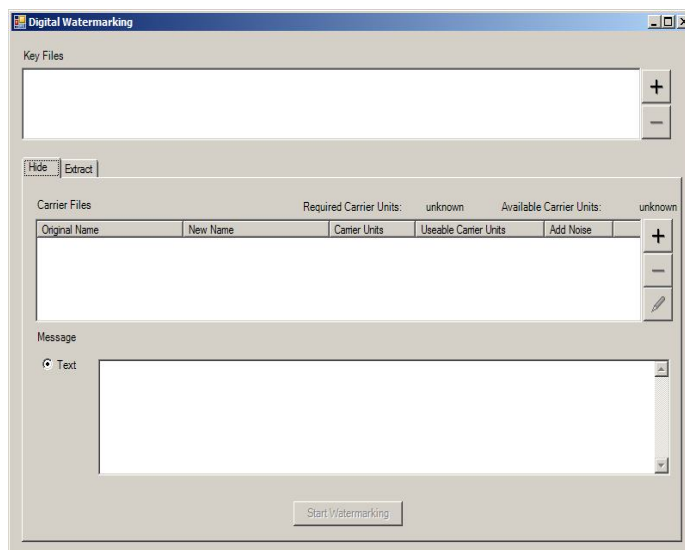 Digital Watermarking
Key Files
Hide Extract
Carrier Files Required Carrier Units: unknown Available Carrier Units: unknown
Original Name New Name Carrier Units Useable Carrier Units Add Noise
Message
Text
Start Watermarking